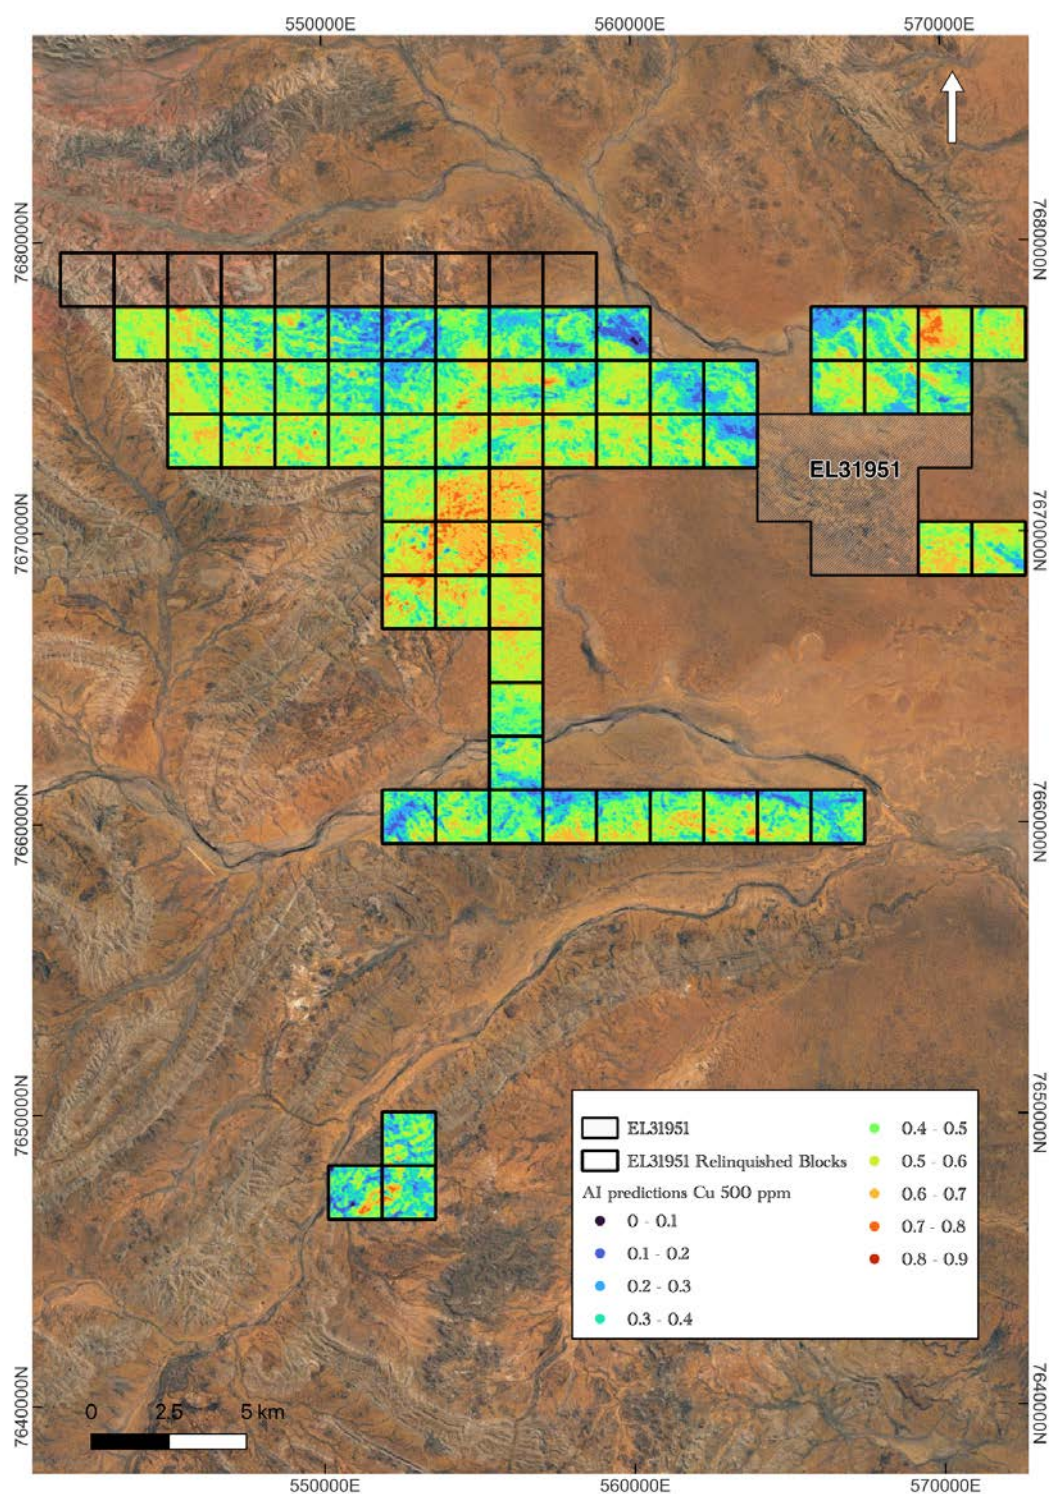 550000E 560000E 570000E
7680000N 7680000N
EL31951
7670000N 7670000N
7660000N 7660000N
7650000N 7650000N
EL31951
EL31951 Relinquished Blocks
AI predictions Cu 500 ppm
0 - 0.1
0.1 - 0.2
0.2 - 0.3
0.3 - 0.4
0.4 - 0.5
0.5 - 0.6
0.6 - 0.7
0.7 - 0.8
0.8 - 0.9
7640000N 7640000N
0 2.5 5 km
550000E 560000E 570000E